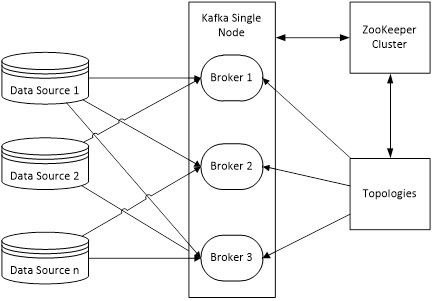 Kafka Single
Node
ZooKeeper
Cluster
Data Source 1
Broker 1
Data Source 2
Broker 2
Topologies
Data Source n
Broker 3